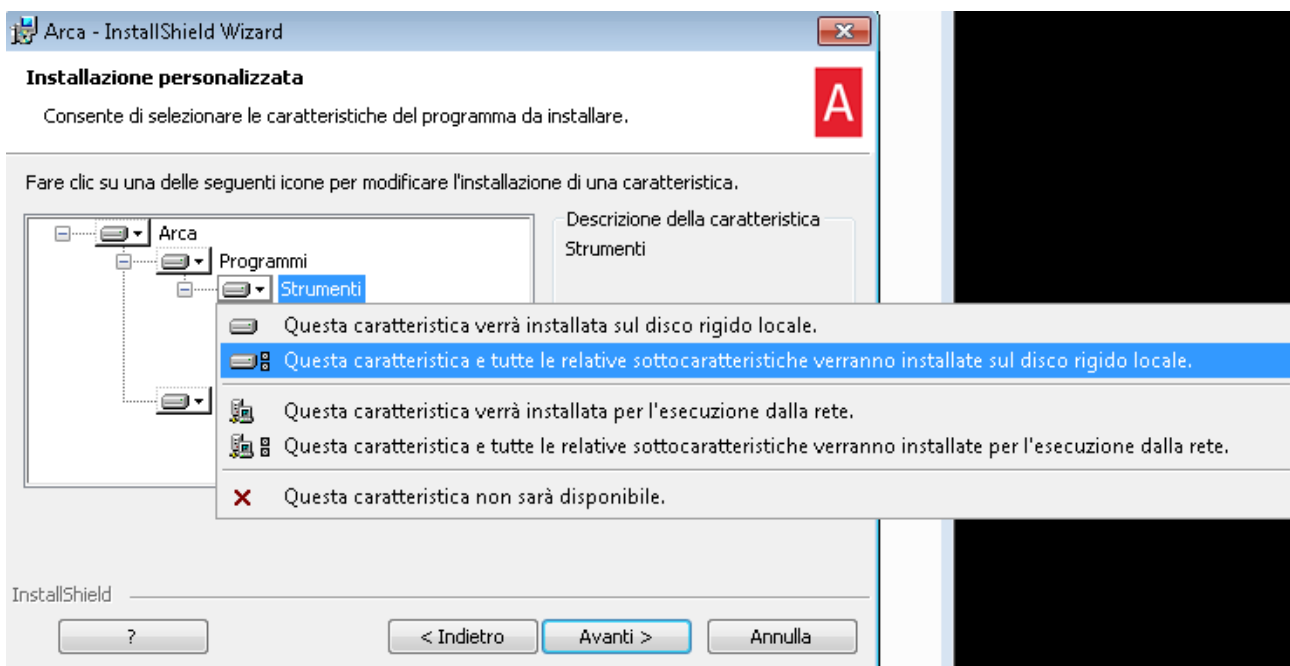 Arca - InstallShield Wizard
Installazione personalizzata
Consente di selezionare le caratteristiche del programma da installare.
A
Fare clic su una delle seguenti icone per modificare l'installazione di una caratteristica.
Descrizione della caratteristica
Arca
Strumenti
Programmi
Strumenti
Questa caratteristica verrà installata sul disco rigido locale.
Questa caratteristica e tutte le relative sottocaratteristiche verranno installate sul disco rigido locale.
Questa caratteristica verrà installata per l'esecuzione dalla rete.
Questa caratteristica e tutte le relative sottocaratteristiche verranno installate per l'esecuzione dalla rete.
Questa caratteristica non sarà disponibile.
InstallShield
?
< Indietro
Avanti >
Annulla